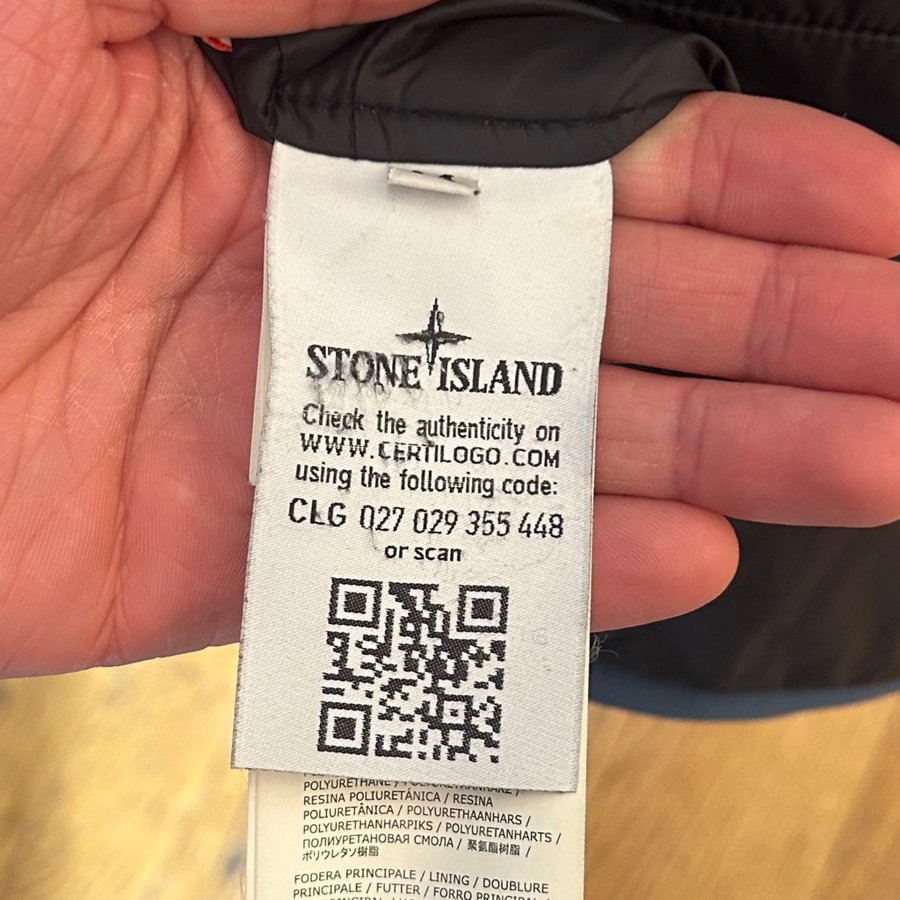 STONE ISLAND
Check the authenticity on
WWW.CERTILOGO.COM
using the following code:
CLG 027 029 355 448
or scan
POLYURETHANE /
RESINA POLIURETÂNICA / RESINA
POLIURETÂNICA / POLYURETHAANHARS /
POLYURETHANHARPIKS / POLYURETANHARTS /
ПОЛИУРЕТАНОВАЯ СМОЛА / 聚氨酯树脂 /
ポリウレタン樹脂
FODERA PRINCIPALE / LINING / DOUBLURE
PRINCIPALE / FUTTER / FORRO PRINCIPAL /